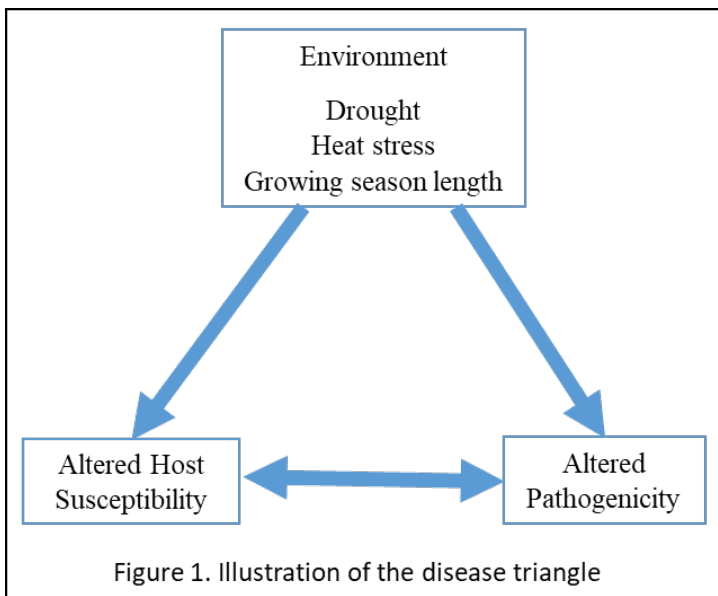 Environment
Drought
Heat stress
Growing season length
Altered Host
Susceptibility
Altered
Pathogenicity
Figure 1. Illustration of the disease triangle